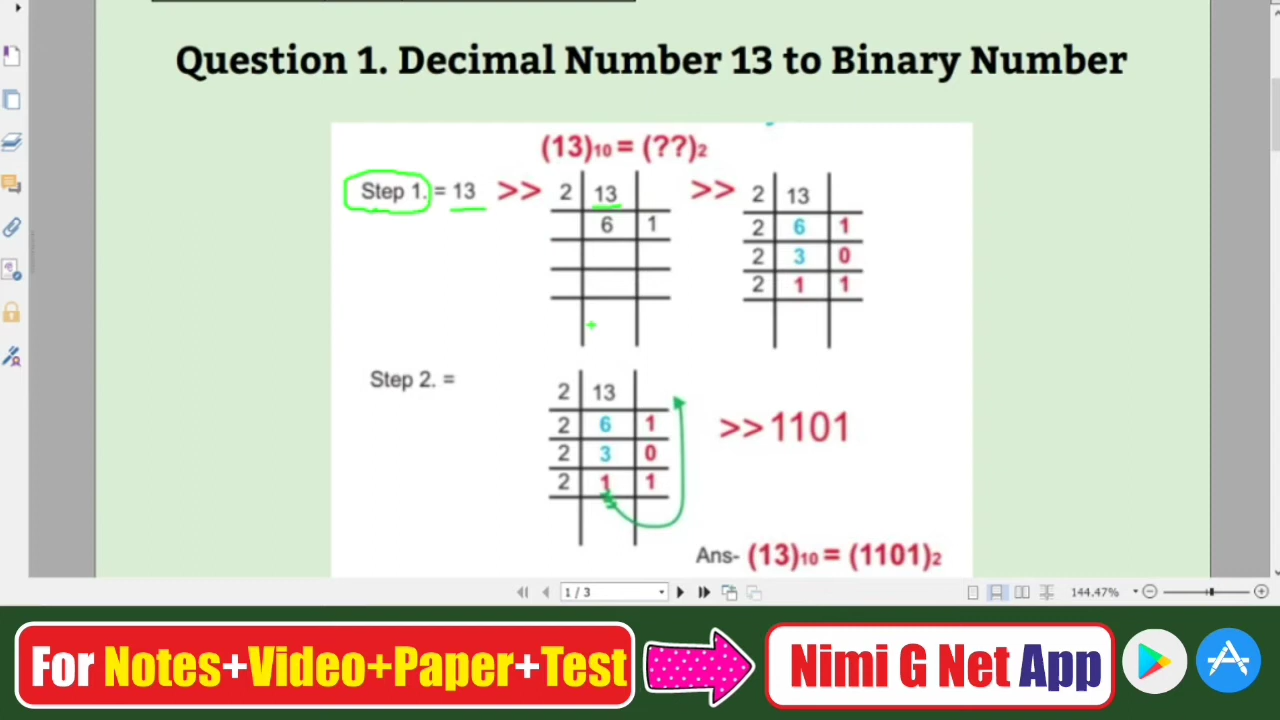 Question 1. Decimal Number 13 to Binary Number
(13)10 = (??)2
Step 1. = 13 >> 2 13 >> 2 13
6 1 2 6 1
2 3 0
2 1 1
Step 2. = 2 13
2 6 1 >>1101
2 3 0
2 1 1
Ans- (13)10 = (1101)2
1 / 3 144.47%
For Notes+Video+Paper+Test Nimi G Net App